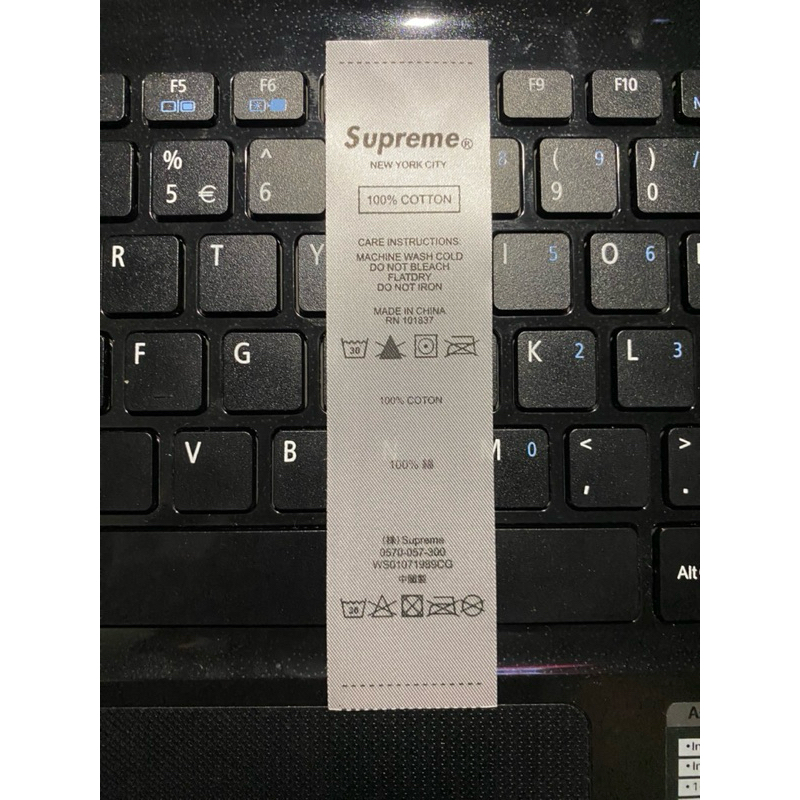 F5
F6
F9
F10
%
5 €
^
6
8
( 9
9
)
0
/
R
T
Y
I 5
O 6
F
G
K 2
L 3
V
B
N
M 0
<
,
>
.
Alt
Supreme®
NEW YORK CITY
100% COTTON
CARE INSTRUCTIONS:
MACHINE WASH COLD
DO NOT BLEACH
FLATDRY
DO NOT IRON
MADE IN CHINA
RN 101837
30
100% COTON
100% 綿
(株) Supreme
0570-057-300
WS01071989CG
中國製
30